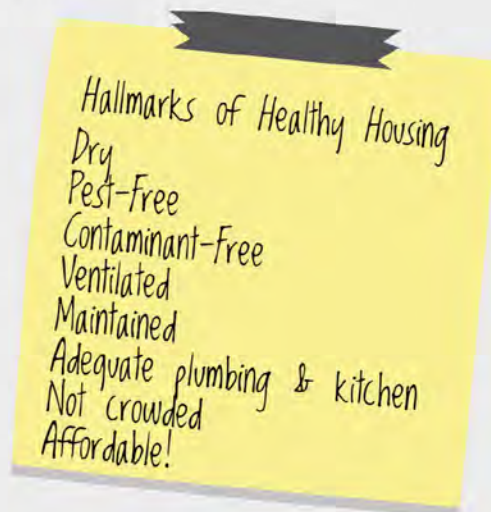 Hallmarks of Healthy Housing
Dry
Pest-Free
Contaminant-Free
Ventilated
Maintained
Adequate plumbing & kitchen
Not crowded
Affordable!